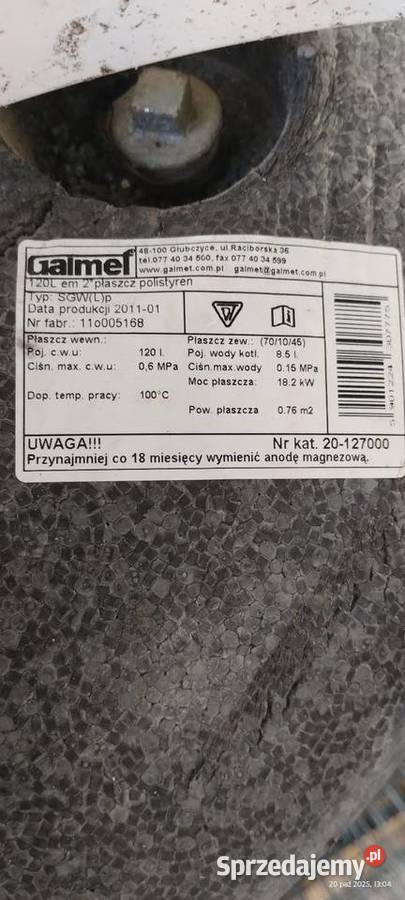 Galmet
48-100 Głubczyce, ul.Raciborska 36
tel.077 40 34 500, fax 077 40 34 599
www.galmet.com.pl galmet@galmet.com.pl
120L em 2"płaszcz polistyren
Typ: SGW(L)p
Data produkcji 2011-01
Nr fabr.: 11o005168
Płaszcz wewn.: Płaszcz zew.: (70/10/45)
Poj. c.w.u: 120 l. Poj. wody kotl. 8.5 l.
Ciśn. max. c.w.u: 0,6 MPa Ciśn.max.wody 0.15 MPa
Moc płaszcza: 18.2 kW
Dop. temp. pracy: 100°C
Pow. płaszcza 0.76 m2
5901224307775
UWAGA!!! Nr kat. 20-127000
Przynajmniej co 18 miesięcy wymienić anodę magnezową.
Sprzedajemy.pl
20 paź 2025, 13:04